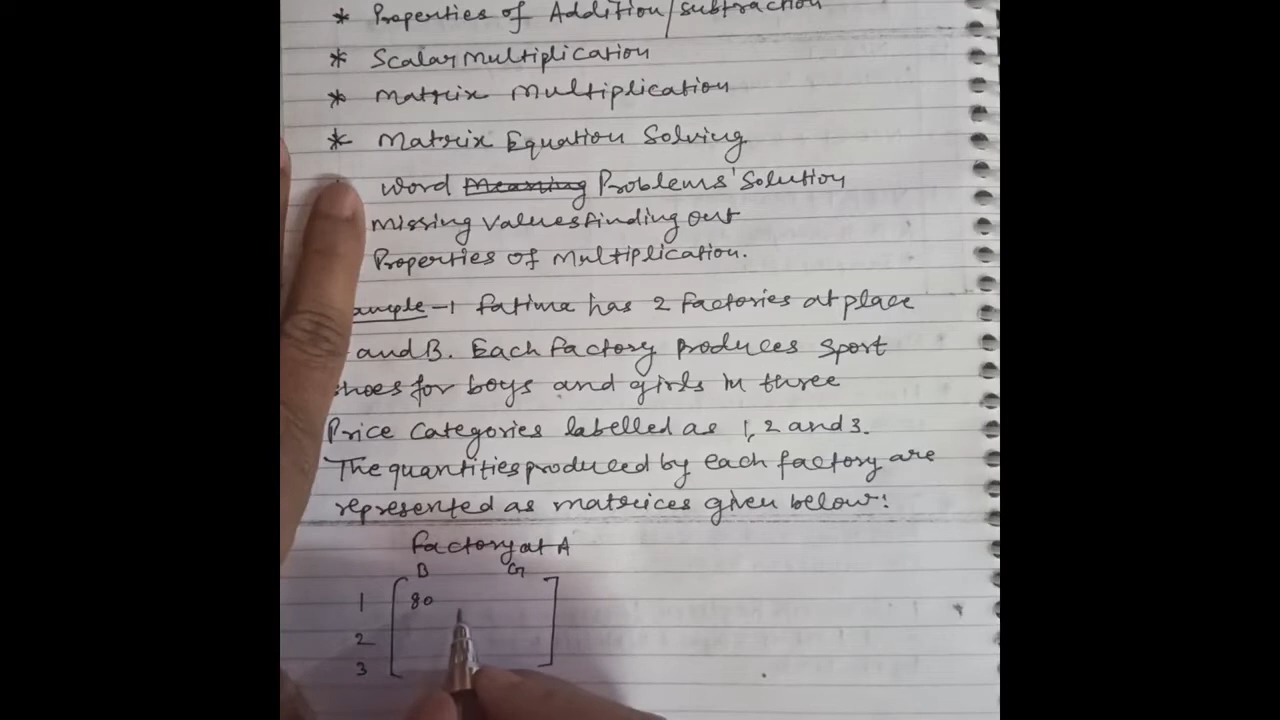 * Properties of Addition/subtraction
* Scalar multiplication
* Matrix Multiplication
* Matrix Equation Solving
Word Meaning Problems' Solution
Missing values finding out
Properties of Multiplication.
ample-1 Fatima has 2 factories at place
and B. Each factory produces sport
shoes for boys and girls in three
Price Categories labelled as 1, 2 and 3.
The quantities produced by each factory are
represented as matrices given below:
Factory at A
B G
1 80
2
3